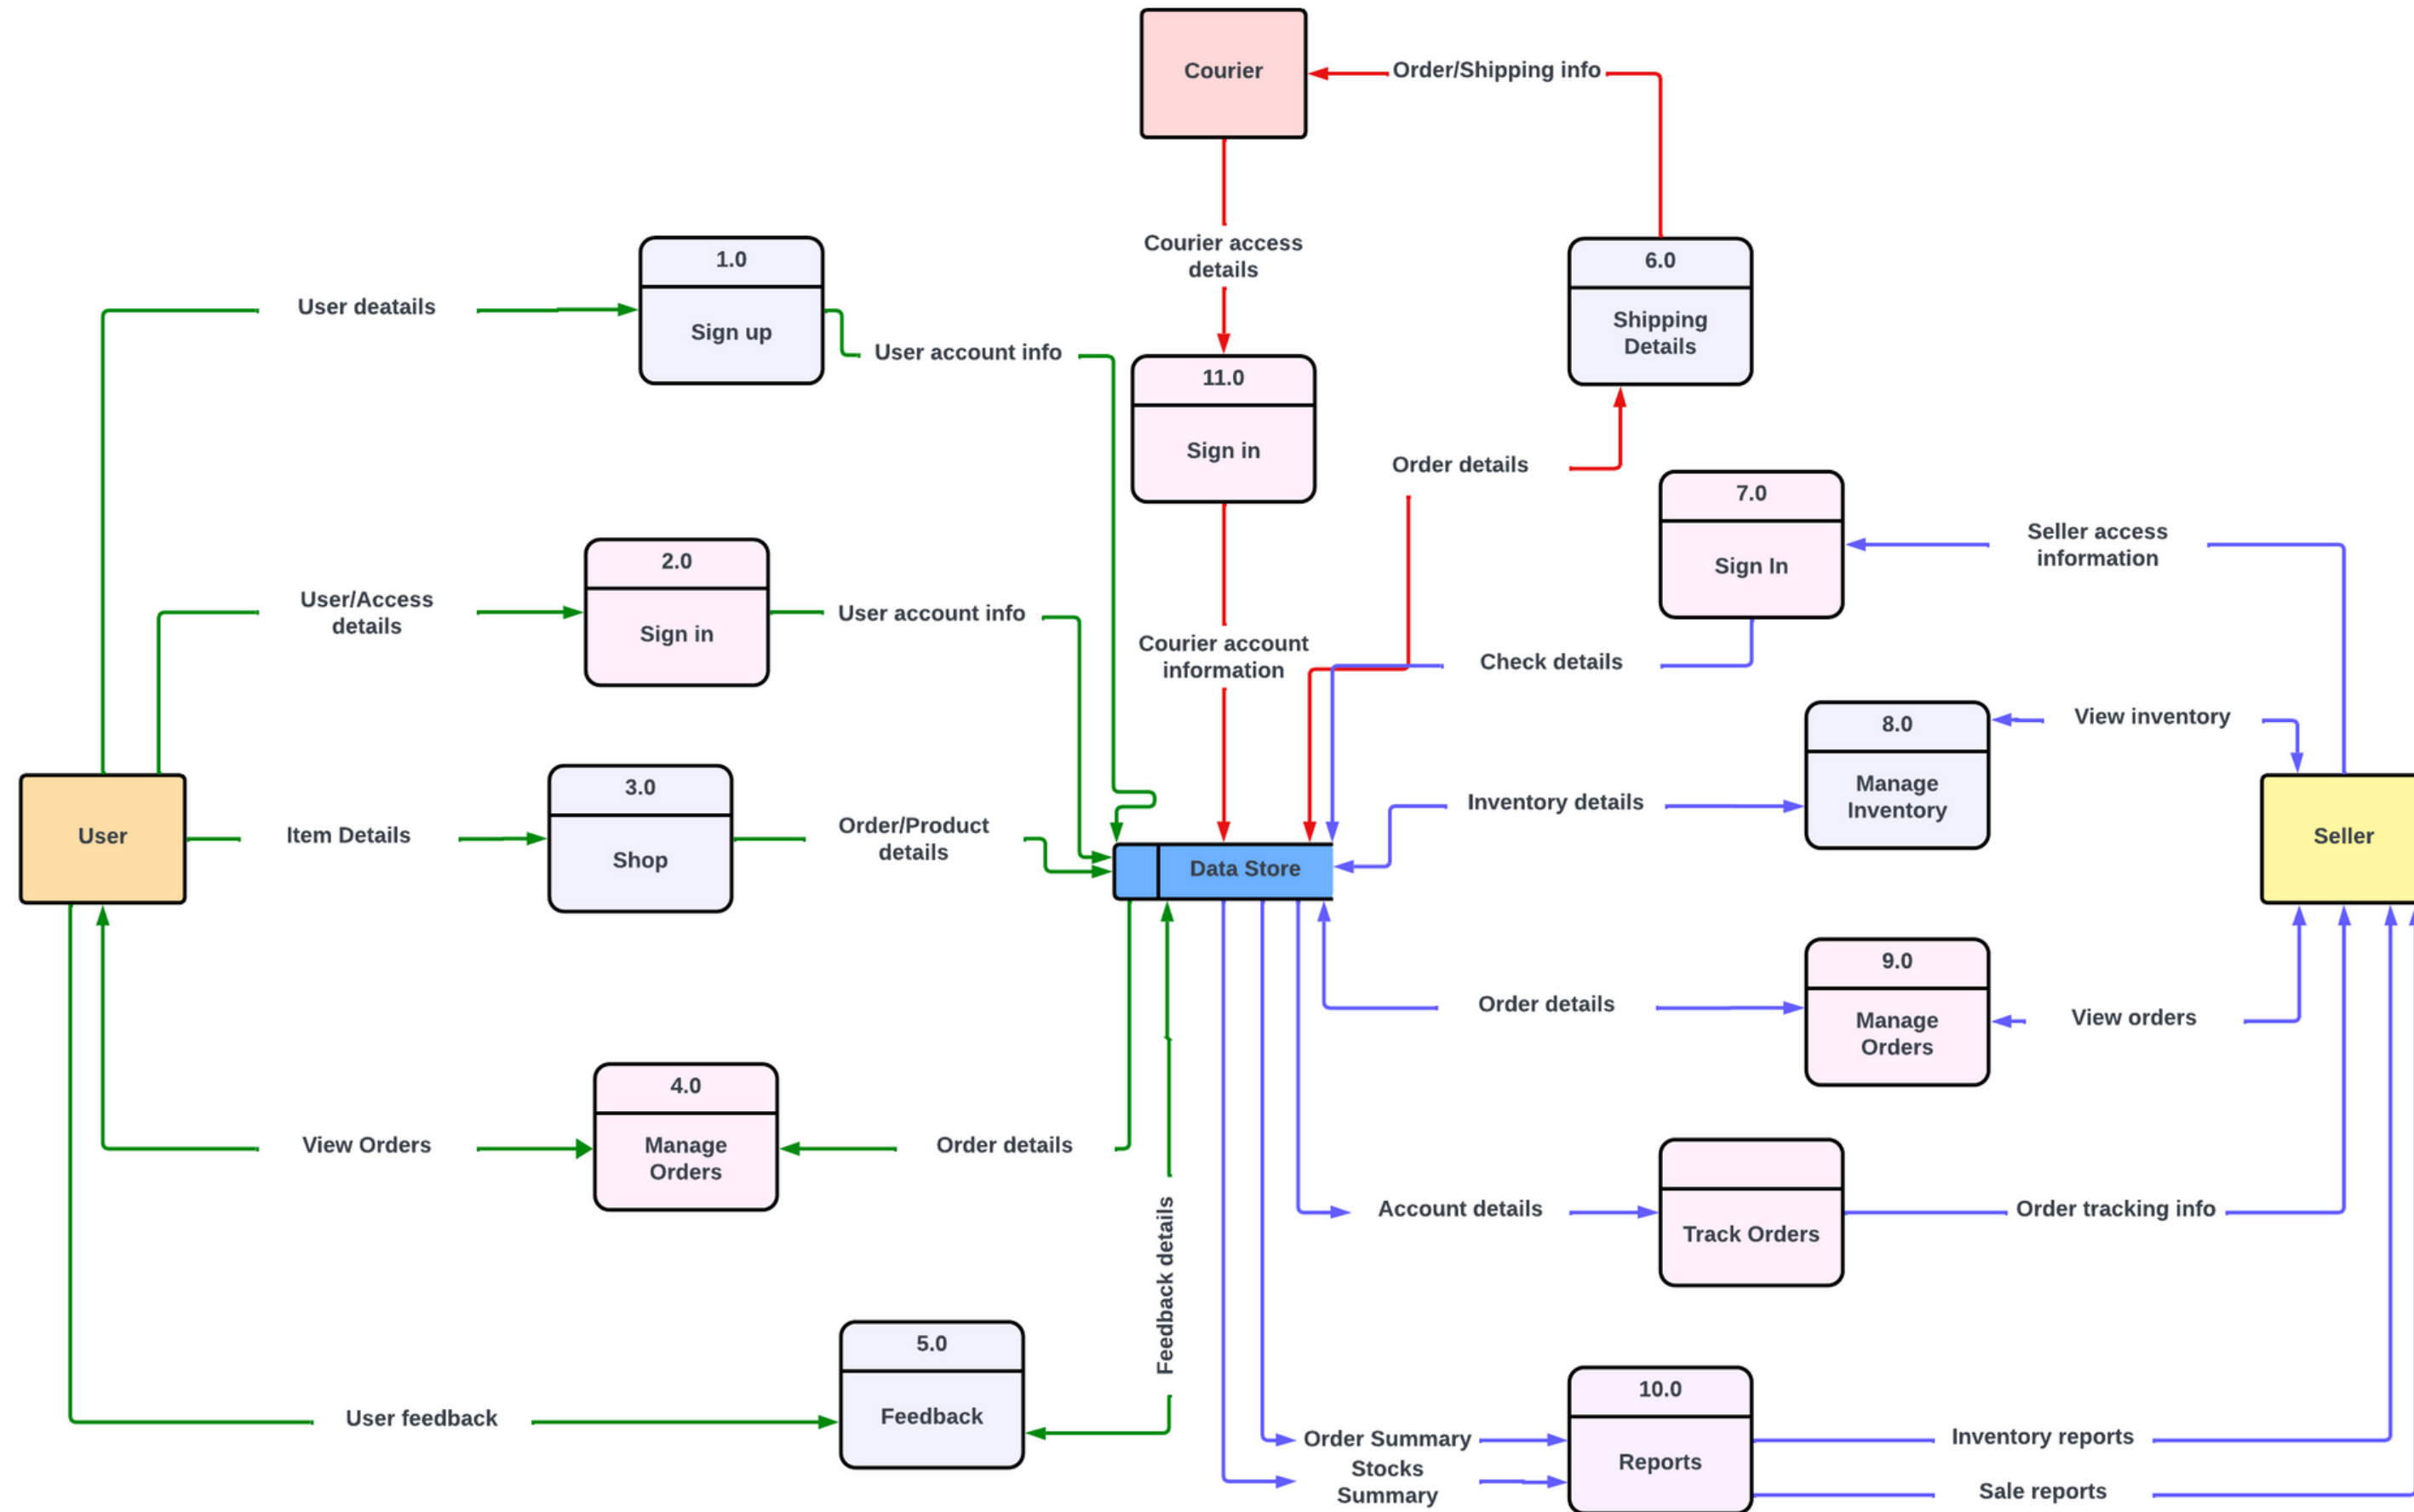 Courier
Order/Shipping info
Courier access
details
1.0
Sign up
6.0
Shipping
Details
User deatails
User account info
11.0
Sign in
Order details
7.0
Sign In
Seller access
information
2.0
Sign in
User/Access
details
User account info
Courier account
information
Check details
8.0
Manage
Inventory
View inventory
3.0
Shop
User
Item Details
Order/Product
details
Data Store
Inventory details
Seller
9.0
Manage
Orders
Order details
View orders
4.0
Manage
Orders
View Orders
Order details
Feedback details
Account details
Track Orders
Order tracking info
5.0
Feedback
User feedback
10.0
Reports
Order Summary
Stocks
Summary
Inventory reports
Sale reports